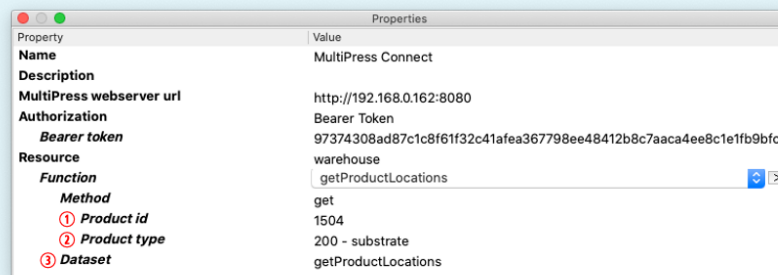 Properties
Property Value
Name MultiPress Connect
Description
MultiPress webserver url http://192.168.0.162:8080
Authorization Bearer Token
Bearer token 97374308ad87c1c8f61f32c41afea367798ee48412b8c7aaca4ee8c1e1fb9bfc
Resource warehouse
Function getProductLocations
Method get
1 Product id 1504
2 Product type 200 - substrate
3 Dataset getProductLocations